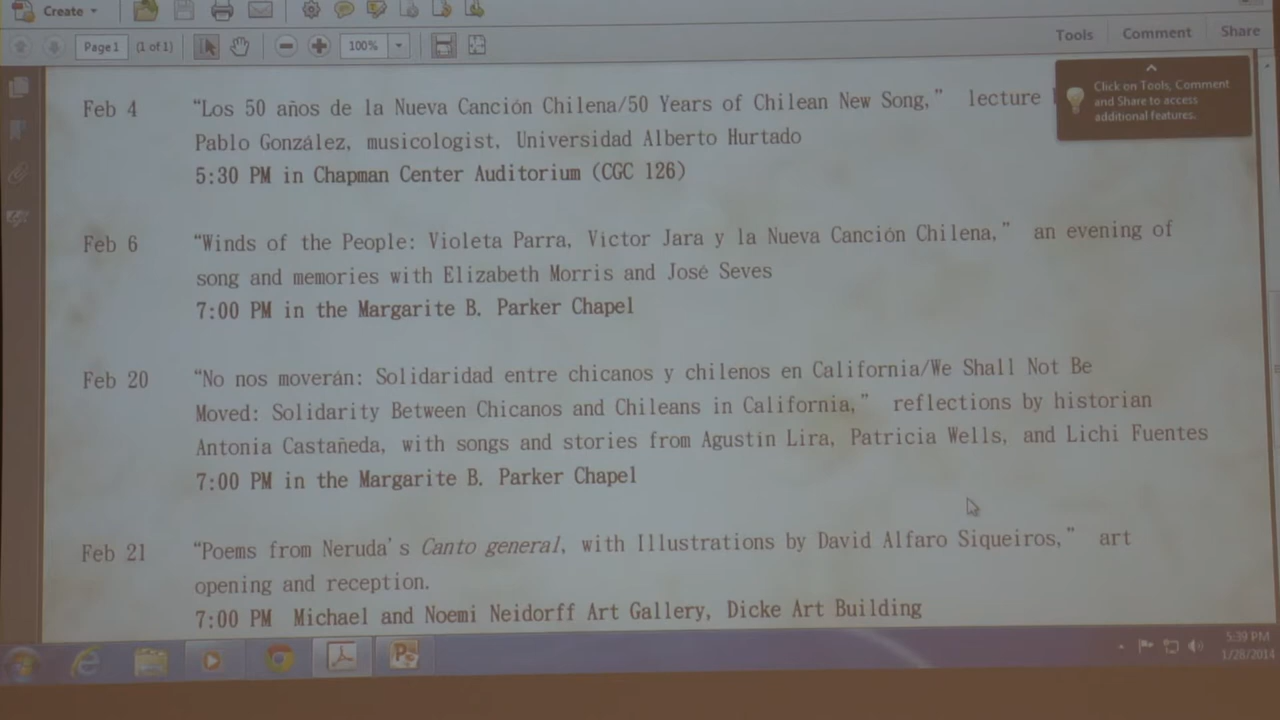 Create
Page 1 (1 of 1) 100% Tools Comment Share
Click on Tools, Comment
and Share to access
additional features.
Feb 4 “Los 50 años de la Nueva Canción Chilena/50 Years of Chilean New Song,” lecture
Pablo González, musicologist, Universidad Alberto Hurtado
5:30 PM in Chapman Center Auditorium (CGC 126)
Feb 6 “Winds of the People: Violeta Parra, Víctor Jara y la Nueva Canción Chilena,” an evening of
song and memories with Elizabeth Morris and José Seves
7:00 PM in the Margarite B. Parker Chapel
Feb 20 “No nos moverán: Solidaridad entre chicanos y chilenos en California/We Shall Not Be
Moved: Solidarity Between Chicanos and Chileans in California,” reflections by historian
Antonia Castañeda, with songs and stories from Agustín Lira, Patricia Wells, and Lichi Fuentes
7:00 PM in the Margarite B. Parker Chapel
Feb 21 “Poems from Neruda's Canto general, with Illustrations by David Alfaro Siqueiros,” art
opening and reception.
7:00 PM Michael and Noemi Neidorff Art Gallery, Dicke Art Building
5:39 PM
1/28/2014